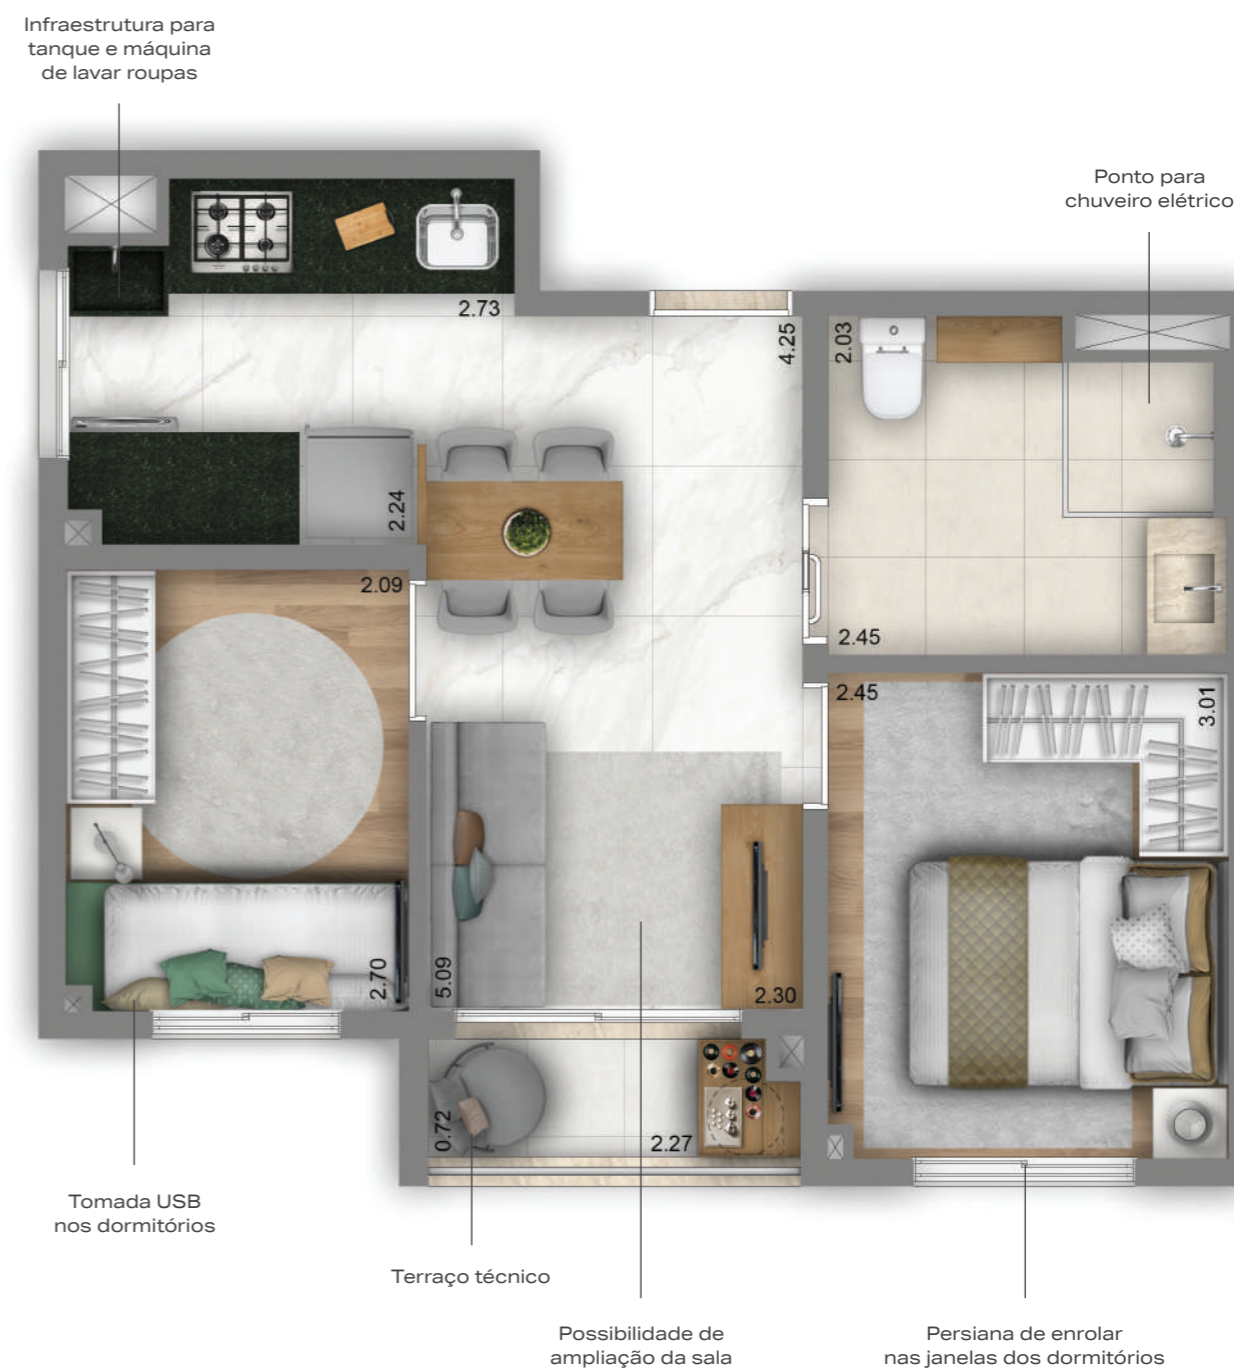 Infraestrutura para
tanque e máquina
de lavar roupas
Ponto para
chuveiro elétrico
2.73
4.25
2.03
2.24
2.09
2.45
2.45
3.01
2.70
5.09
2.30
0.72
2.27
Tomada USB
nos dormitórios
Terraço técnico
Possibilidade de
ampliação da sala
Persiana de enrolar
nas janelas dos dormitórios